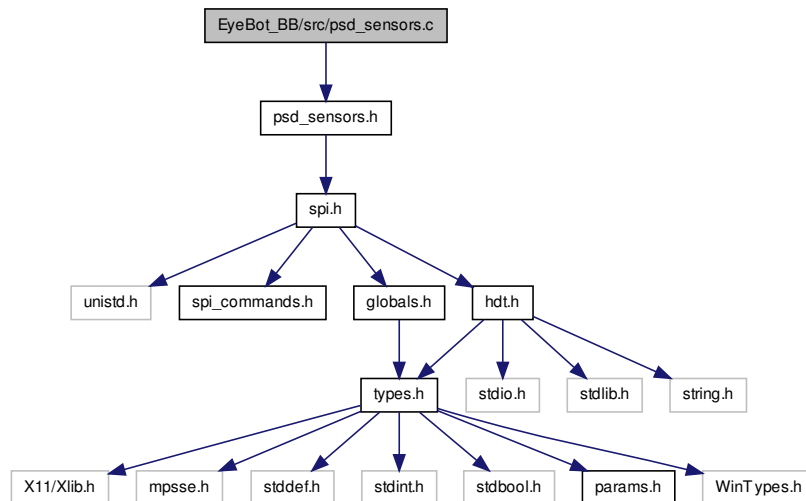 EyeBot_BB/src/psd_sensors.c
psd_sensors.h
spi.h
unistd.h
spi_commands.h
globals.h
hdt.h
types.h
stdio.h
stdlib.h
string.h
X11/Xlib.h
mpsse.h
stddef.h
stdint.h
stdbool.h
params.h
WinTypes.h